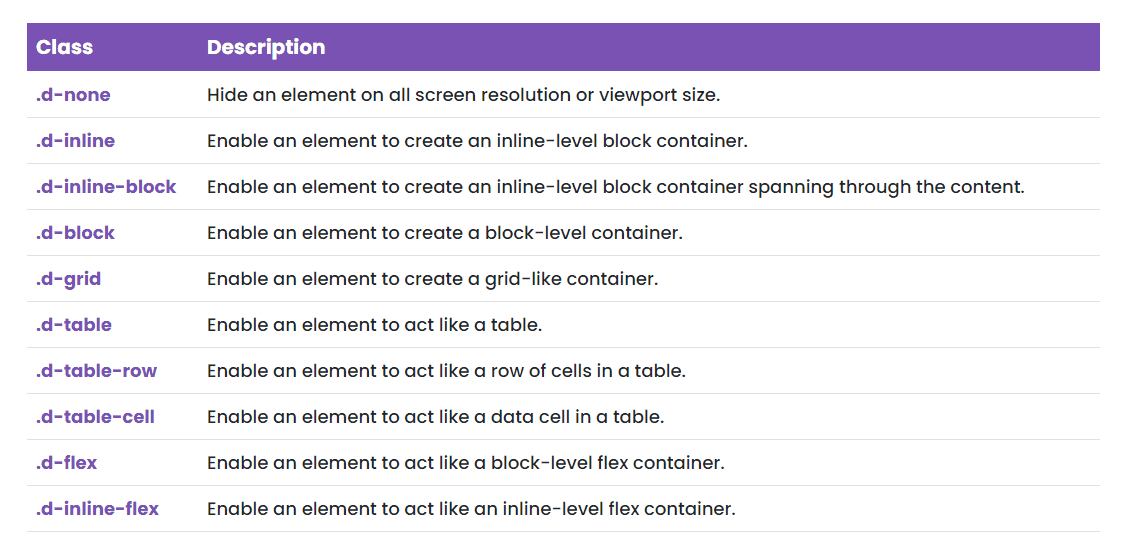 Class Description
.d-none Hide an element on all screen resolution or viewport size.
.d-inline Enable an element to create an inline-level block container.
.d-inline-block Enable an element to create an inline-level block container spanning through the content.
.d-block Enable an element to create a block-level container.
.d-grid Enable an element to create a grid-like container.
.d-table Enable an element to act like a table.
.d-table-row Enable an element to act like a row of cells in a table.
.d-table-cell Enable an element to act like a data cell in a table.
.d-flex Enable an element to act like a block-level flex container.
.d-inline-flex Enable an element to act like an inline-level flex container.